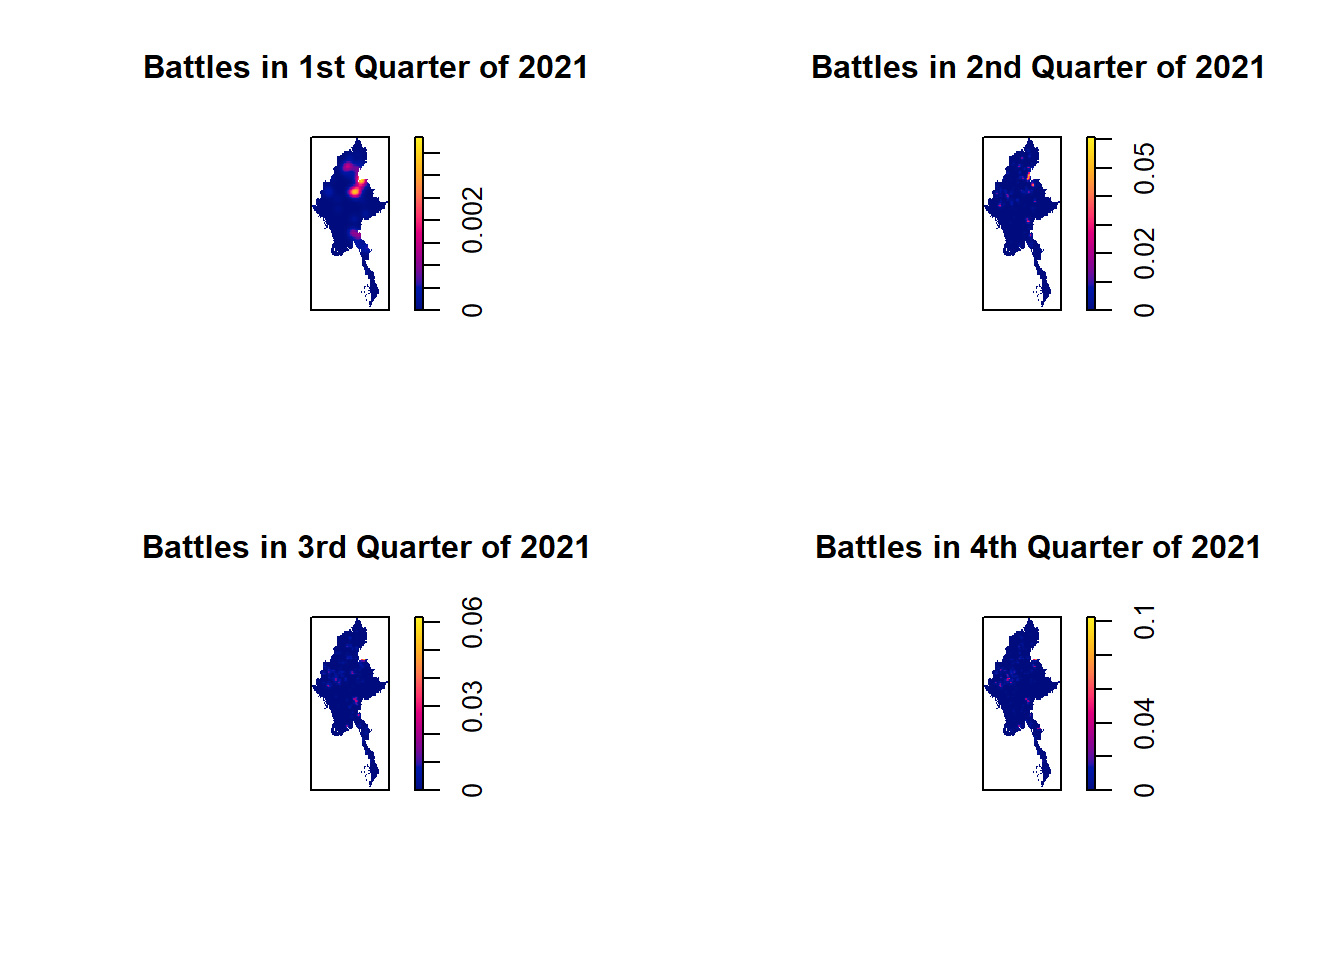 Battles in 1st Quarter of 2021
0.002
0
Battles in 2nd Quarter of 2021
0.05
0.02
0
Battles in 3rd Quarter of 2021
0.06
0.03
0
Battles in 4th Quarter of 2021
0.1
0.04
0